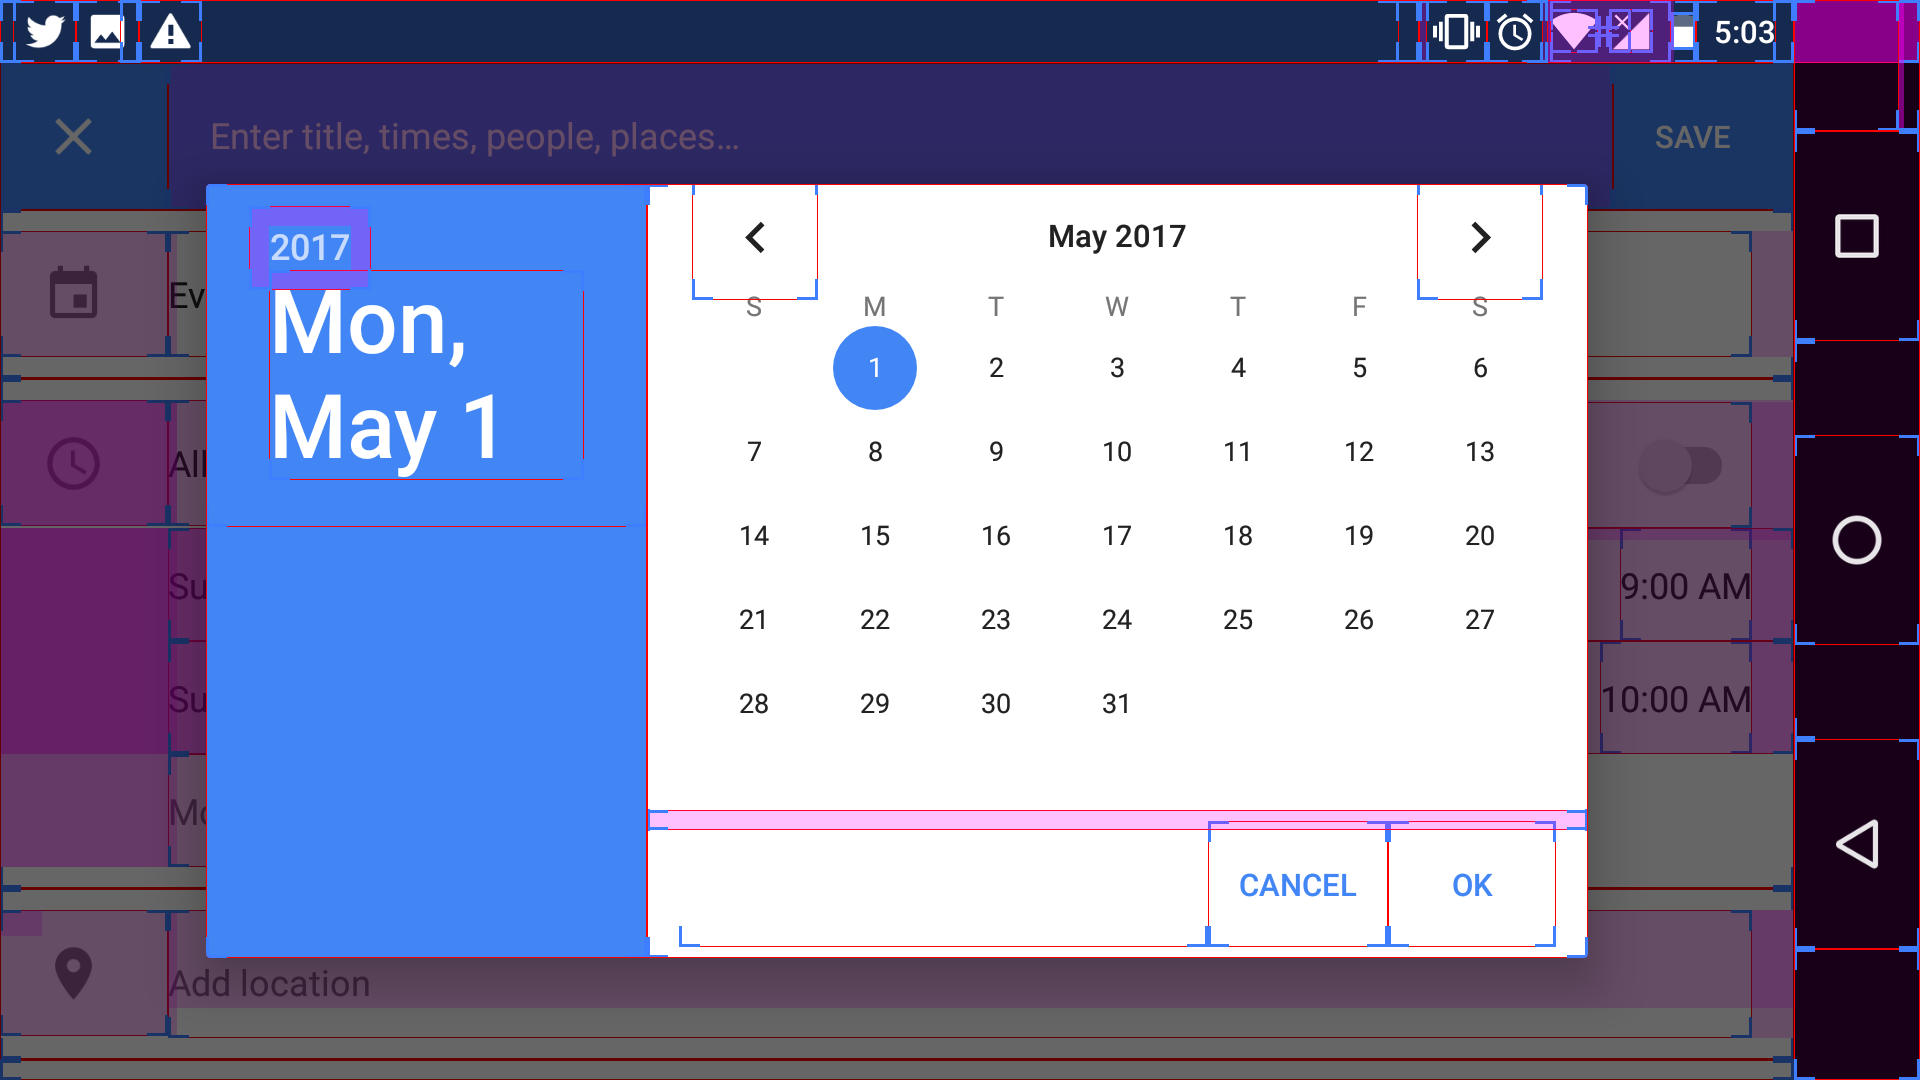 5:03
Enter title, times, people, places...
SAVE
2017
Mon,
May 1
May 2017
S M T W T F S
1 2 3 4 5 6
7 8 9 10 11 12 13
14 15 16 17 18 19 20
21 22 23 24 25 26 27
28 29 30 31
CANCEL OK
Ev
All
Su
9:00 AM
Su
10:00 AM
Mo
Add location